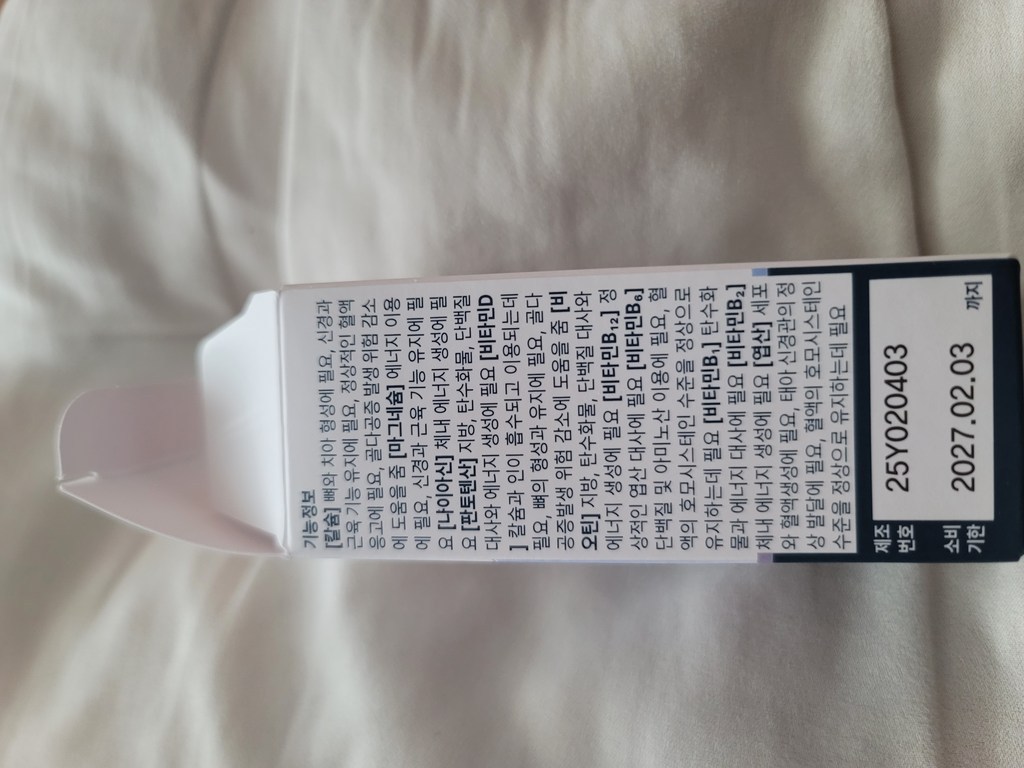 기능정보
[칼슘] 뼈와 치아 형성에 필요, 신경과
근육 기능유지에 필요, 정상적인 혈액
응고에 필요, 골다공증발생 위험 감소
에 도움을 줌 [마그네슘] 에너지 이용
에 필요, 신경과 근육 기능 유지에 필
요 [나이아신] 체내 에너지 생성에 필
요 [판토텐산] 지방, 탄수화물, 단백질
대사와 에너지 생성에 필요 [비타민D
] 칼슘과 인이 흡수되고 이용되는데
필요, 뼈의 형성과 유지에 필요, 골다
공증발생 위험 감소에 도움을 줌 [비
오틴] 지방, 탄수화물, 단백질 대사와
에너지 생성에 필요 [비타민B₁₂] 정
상적인 엽산 대사에 필요 [비타민B₆]
단백질 및 아미노산 이용에 필요, 혈
액의 호모시스테인 수준을 정상으로
유지하는데 필요 [비타민B₁] 탄수화
물과 에너지 대사에 필요 [비타민B₂]
체내 에너지 생성에 필요 [엽산] 세포
와 혈액생성에 필요, 태아 신경관의 정
상 발달에 필요, 혈액의 호모시스테인
수준을 정상으로 유지하는데 필요
제조
번호
25Y020403
소비
기한
2027.02.03
까지